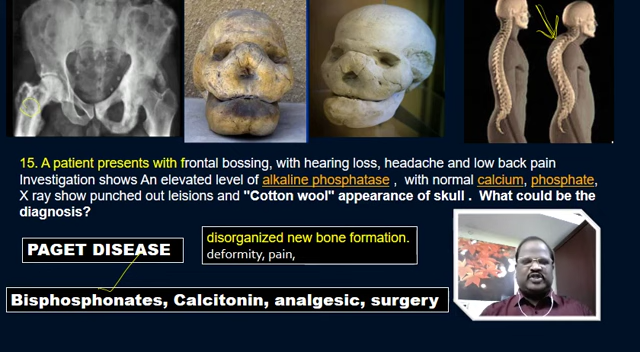 15. A patient presents with frontal bossing, with hearing loss, headache and low back pain
Investigation shows An elevated level of alkaline phosphatase , with normal calcium, phosphate,
X ray show punched out leisions and "Cotton wool" appearance of skull . What could be the
diagnosis?
PAGET DISEASE
disorganized new bone formation.
deformity, pain,
Bisphosphonates, Calcitonin, analgesic, surgery